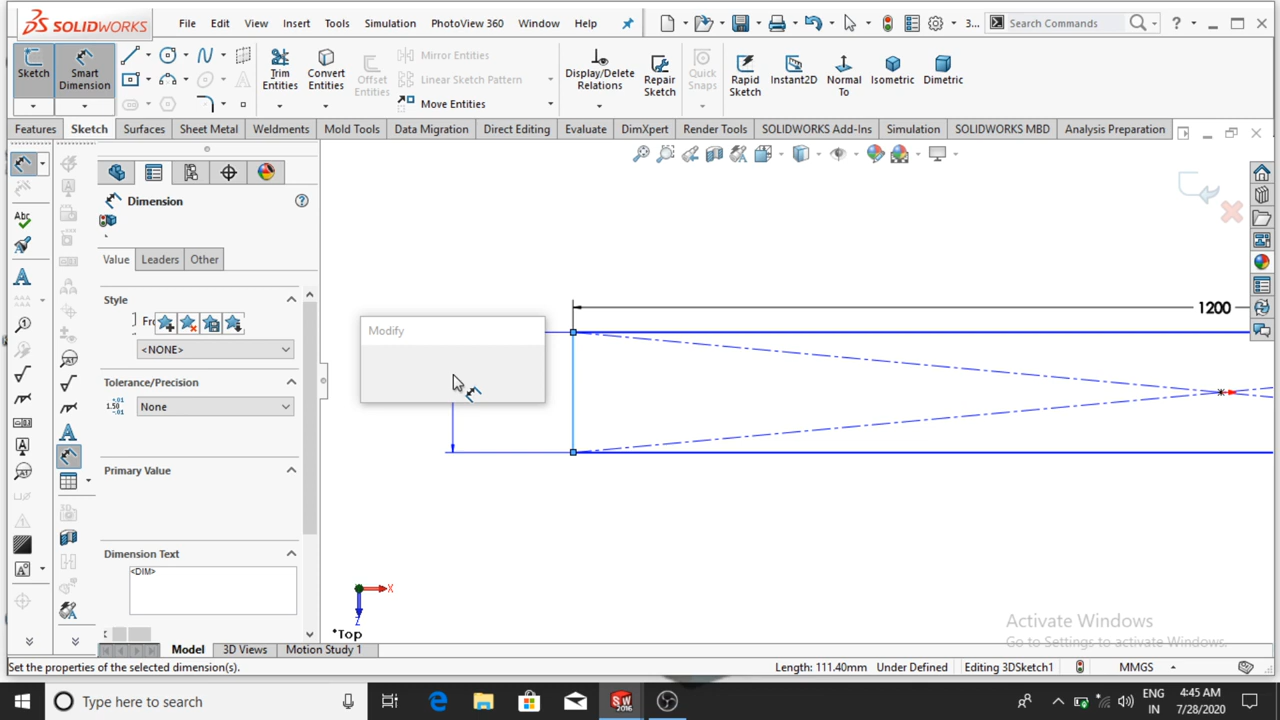 SOLIDWORKS File Edit View Insert Tools Simulation PhotoView 360 Window Help 3... Search Commands
Sketch Smart Dimension Trim Entities Convert Entities Offset Entities Mirror Entities Linear Sketch Pattern Move Entities Display/Delete Relations Repair Sketch Quick Snaps Rapid Sketch Instant2D Normal To Isometric Dimetric
Features Sketch Surfaces Sheet Metal Weldments Mold Tools Data Migration Direct Editing Evaluate DimXpert Render Tools SOLIDWORKS Add-Ins Simulation SOLIDWORKS MBD Analysis Preparation
Dimension
Value Leaders Other
Style
<NONE>
Tolerance/Precision
1.50 None
Primary Value
Dimension Text
<DIM>
Modify
1200
X
Z
*Top
Activate Windows
Go to Settings to activate Windows.
Model 3D Views Motion Study 1
Set the properties of the selected dimension(s). Length: 111.40mm Under Defined Editing 3DSketch1 MMGS
Type here to search
ENG
IN
4:45 AM
7/28/2020